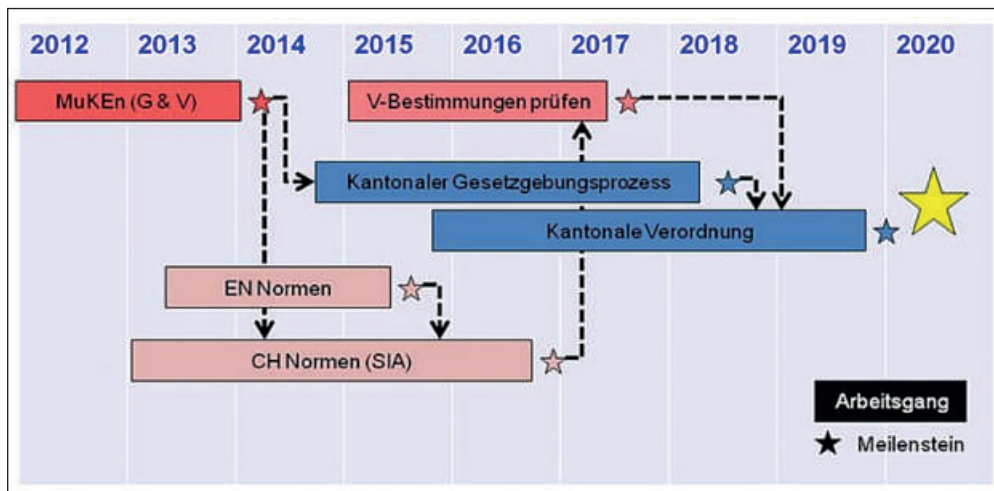 2012 2013 2014 2015 2016 2017 2018 2019 2020
MuKEn (G & V) V-Bestimmungen prüfen
Kantonaler Gesetzgebungsprozess
Kantonale Verordnung
EN Normen
CH Normen (SIA)
Arbeitsgang
Meilenstein